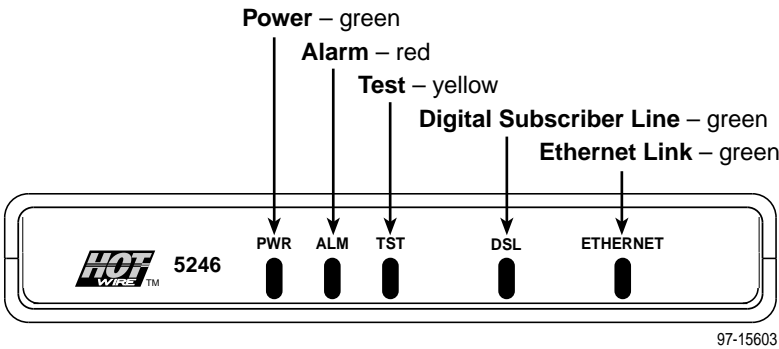 Power – green
Alarm – red
Test – yellow
Digital Subscriber Line – green
Ethernet Link – green
HOT WIRE TM 5246 PWR ALM TST DSL ETHERNET
97-15603